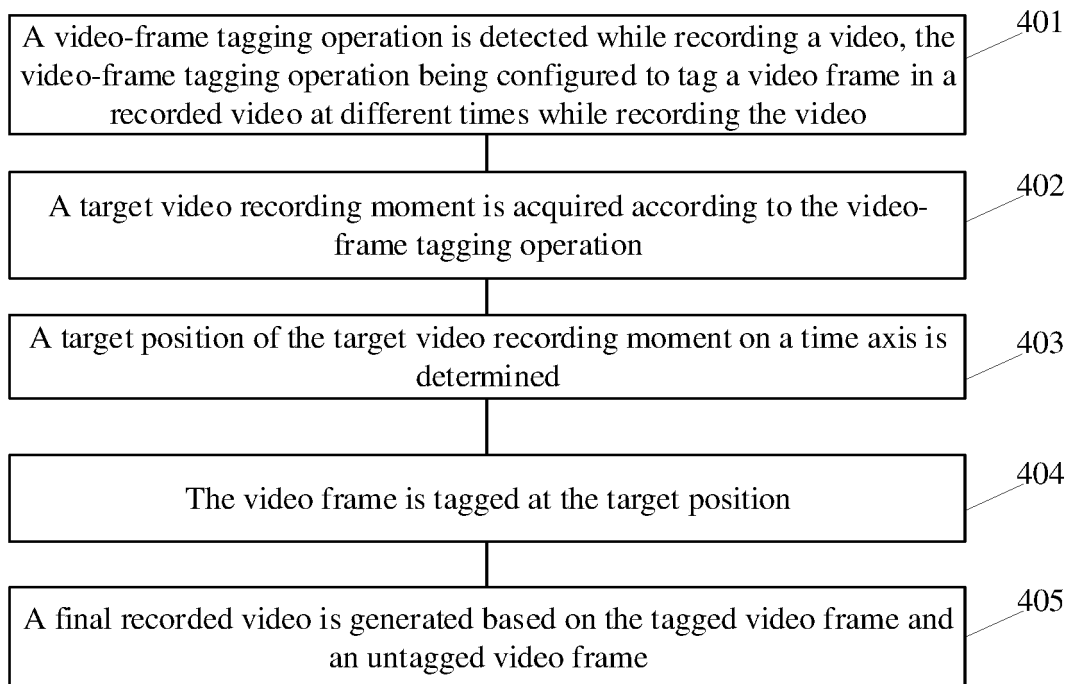 A video-frame tagging operation is detected while recording a video, the
video-frame tagging operation being configured to tag a video frame in a
recorded video at different times while recording the video
401
A target video recording moment is acquired according to the video-
frame tagging operation
402
A target position of the target video recording moment on a time axis is
determined
403
The video frame is tagged at the target position
404
A final recorded video is generated based on the tagged video frame and
an untagged video frame
405